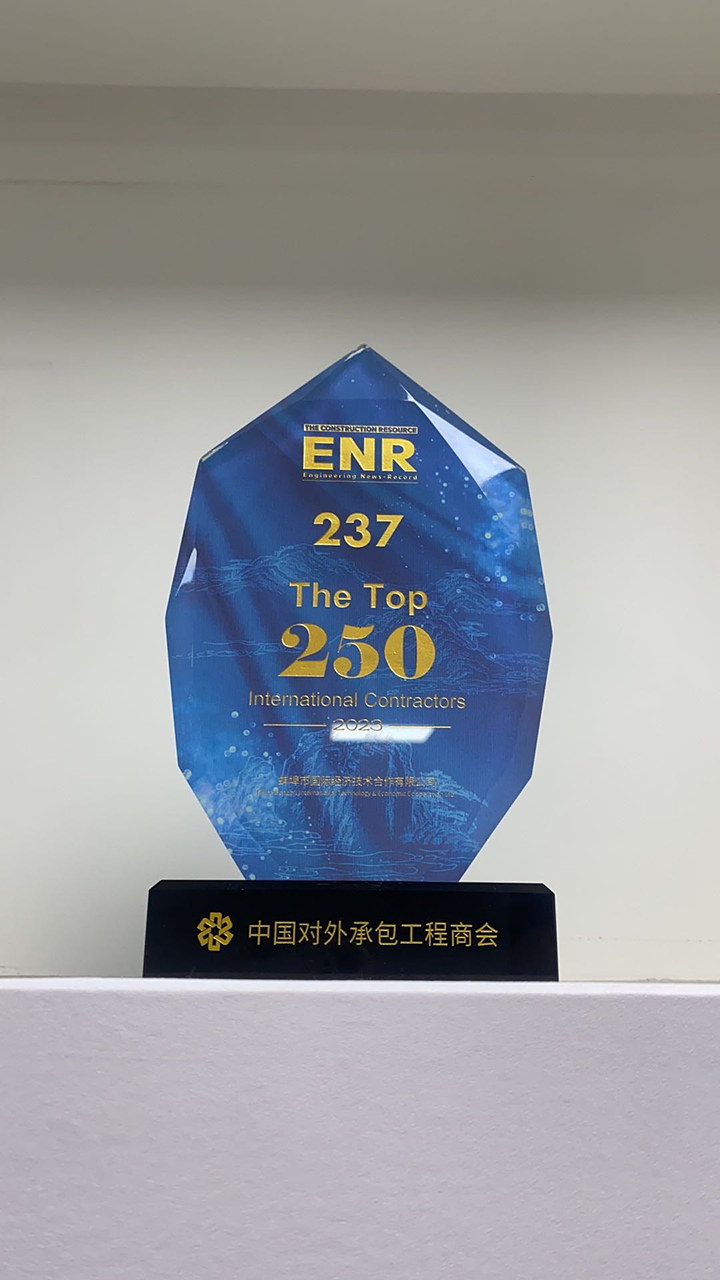 THE CONSTRUCTION RESOURCE
ENR
Engineering News-Record
237
The Top
250
International Contractors
2023
蚌埠市国际经济技术合作有限公司
中国对外承包工程商会